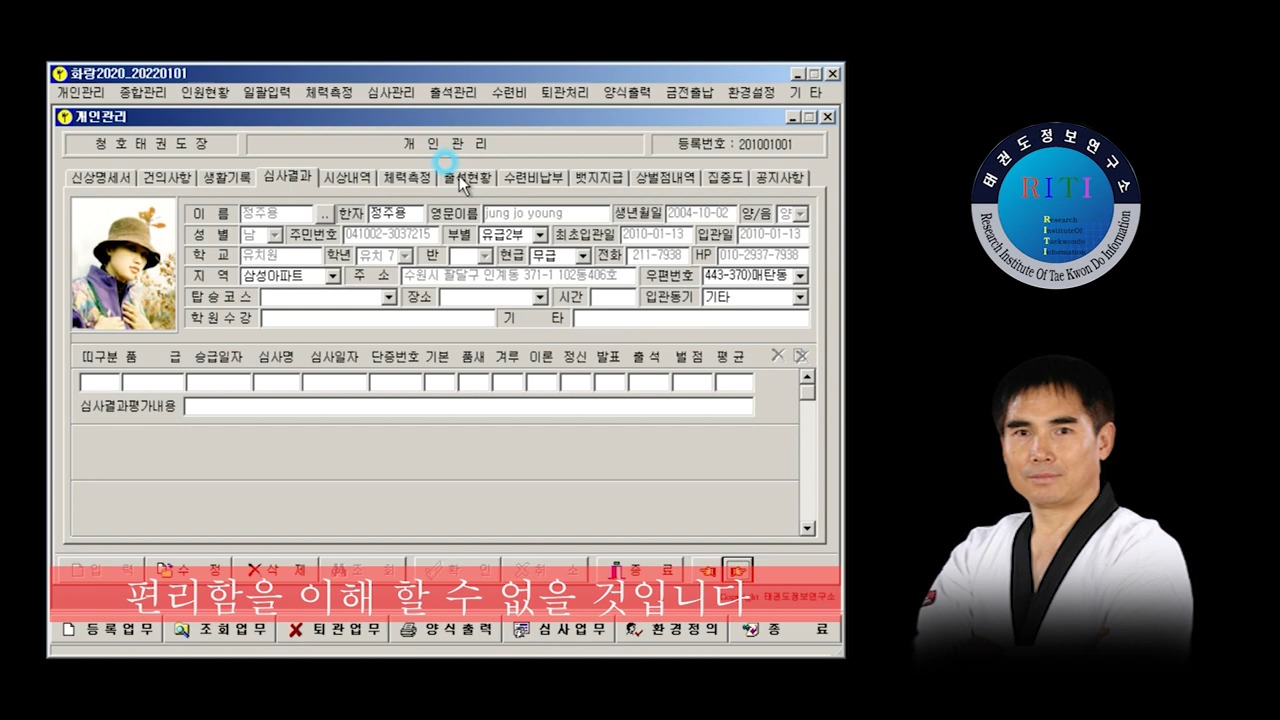 화랑2020_20220101
개인관리 종합관리 인원현황 일괄입력 체력측정 심사관리 출석관리 수련비 퇴관처리 양식출력 금전출납 환경설정 기 타
개인관리
청 호 태 권 도 장 개 인 관 리 등록번호 : 201001001
신상명세서 건의사항 생활기록 심사결과 시상내역 체력측정 출석현황 수련비납부 뱃지지급 상벌점내역 집중도 공지사항
이 름 정주용 .. 한자 정주용 영문이름 jung jo young 생년월일 2004-10-02 양/음 양
성 별 남 주민번호 041002-3037215 부별 유급2부 최초입관일 2010-01-13 입관일 2010-01-13
학 교 유치원 학년 유치 7 반 현급 무급 전화 211-7938 HP 010-2937-7938
지 역 삼성아파트 주 소 수원시 팔달구 인계동 371-1 102동406호 우편번호 443-370)매탄동
탑승코스 장소 시간 입관동기 기타
학원수강 기 타
띠구분 품 급 승급일자 심사명 심사일자 단증번호 기본 품새 겨루 이론 정신 발표 출석 벌점 평균
심사결과평가내용
입 력 수 정 삭 제 조 회 확 인 취 소 종 료
편리함을 이해 할 수 없을 것입니다
태권도정보연구소
등록업무 조회업무 퇴관업무 양식출력 심사업무 환경정의 종 료
태권도정보연구소
RITI
Research
InstituteOf
Taekwondo
Information
Research Institute Of Tae Kwon Do Information